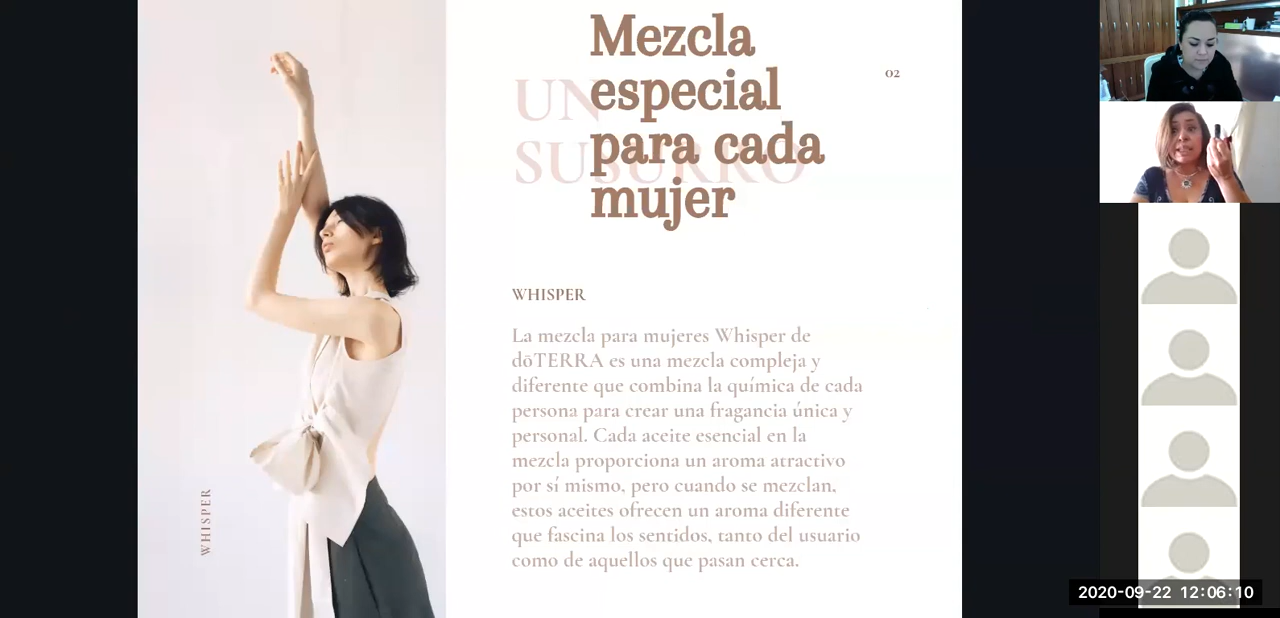 Mezcla
especial
para cada
mujer
UN
SUSURRO
02
WHISPER
La mezcla para mujeres Whisper de
dōTERRA es una mezcla compleja y
diferente que combina la química de cada
persona para crear una fragancia única y
personal. Cada aceite esencial en la
mezcla proporciona un aroma atractivo
por sí mismo, pero cuando se mezclan,
estos aceites ofrecen un aroma diferente
que fascina los sentidos, tanto del usuario
como de aquellos que pasan cerca.
WHISPER
2020-09-22 12:06:10